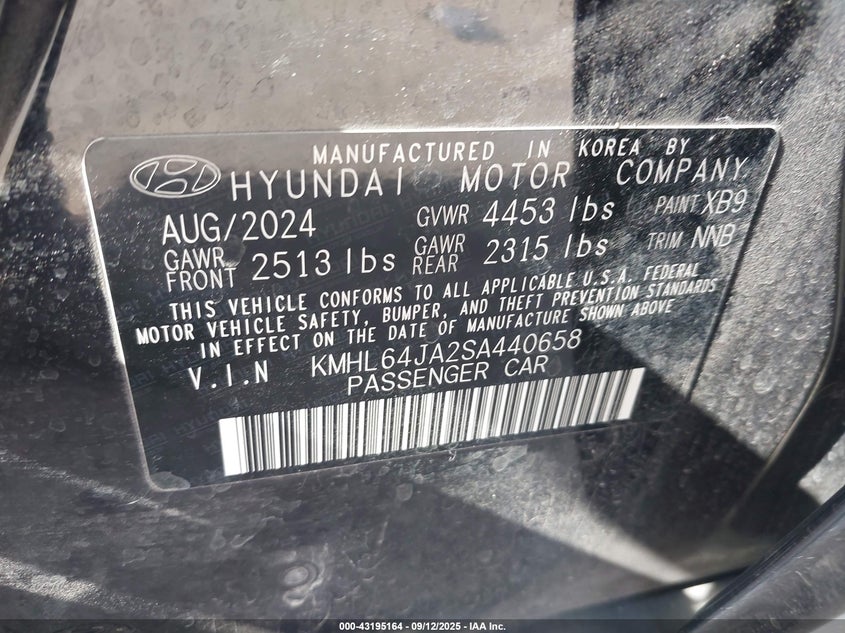 MANUFACTURED IN KOREA BY
HYUNDAI MOTOR COMPANY.
AUG/2024 GVWR 4453 lbs PAINT XB9
GAWR FRONT 2513 lbs GAWR REAR 2315 lbs TRIM NNB
THIS VEHICLE CONFORMS TO ALL APPLICABLE U.S.A. FEDERAL
MOTOR VEHICLE SAFETY, BUMPER, AND THEFT PREVENTION STANDARDS
IN EFFECT ON THE DATE OF MANUFACTURE SHOWN ABOVE
V.I.N KMHL64JA2SA440658
PASSENGER CAR
000-43195164 - 09/12/2025 - IAA Inc.